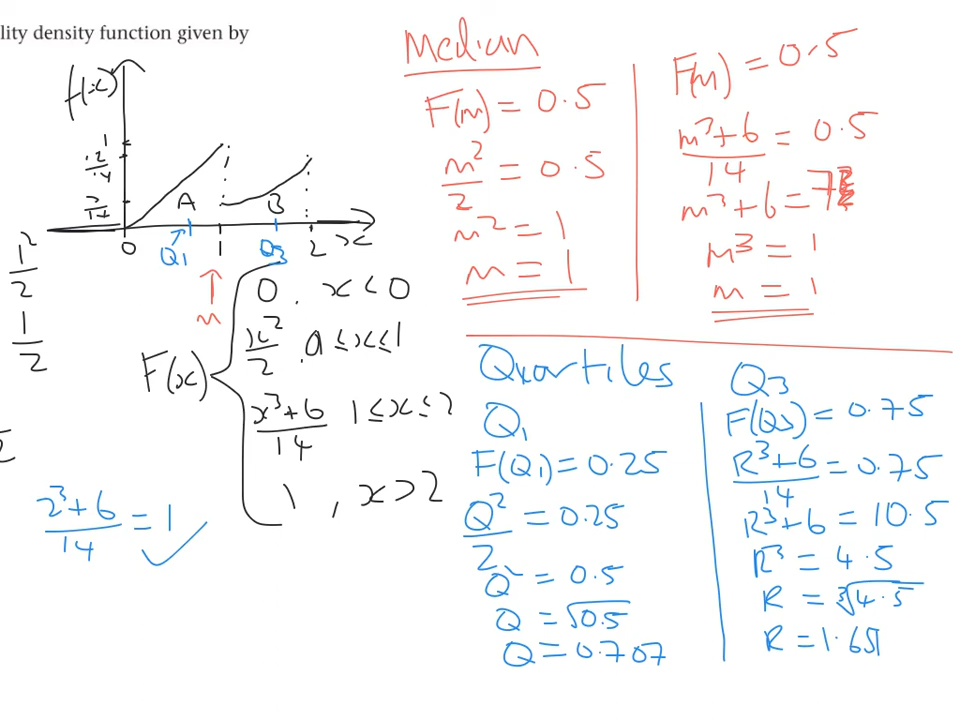 lity density function given by
f(x)
1
12/14
3/14
A
B
0
Q1
1
Q3
2
x
m
1²/2
1/2
F(x)
0, x < 0
x²/2, 0 ≤ x ≤ 1
x³+6/14 1 ≤ x ≤ 2
1, x > 2
2³+6/14 = 1 ✓
Median
F(m) = 0.5
m²/2 = 0.5
m² = 1
m = 1
F(m) = 0.5
m³+6/14 = 0.5
m³+6 = 7
m³ = 1
m = 1
Quartiles
Q1
F(Q1) = 0.25
Q²/2 = 0.25
Q² = 0.5
Q = √0.5
Q = 0.707
Q3
F(Q3) = 0.75
R³+6/14 = 0.75
R³+6 = 10.5
R³ = 4.5
R = ∛4.5
R = 1.651